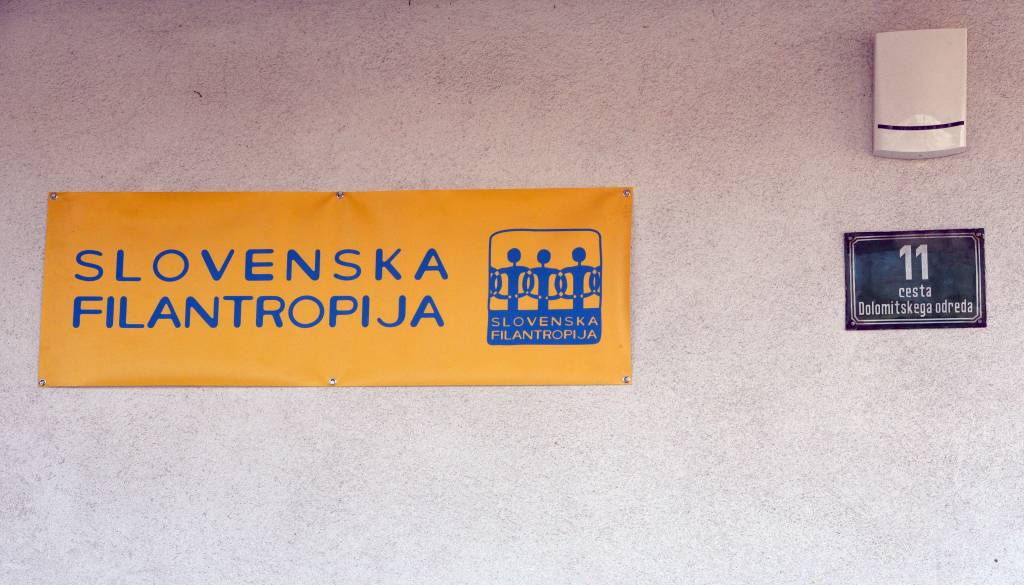 SLOVENSKA
FILANTROPIJA
SLOVENSKA
FILANTROPIJA
11
cesta
Dolomitskega odreda